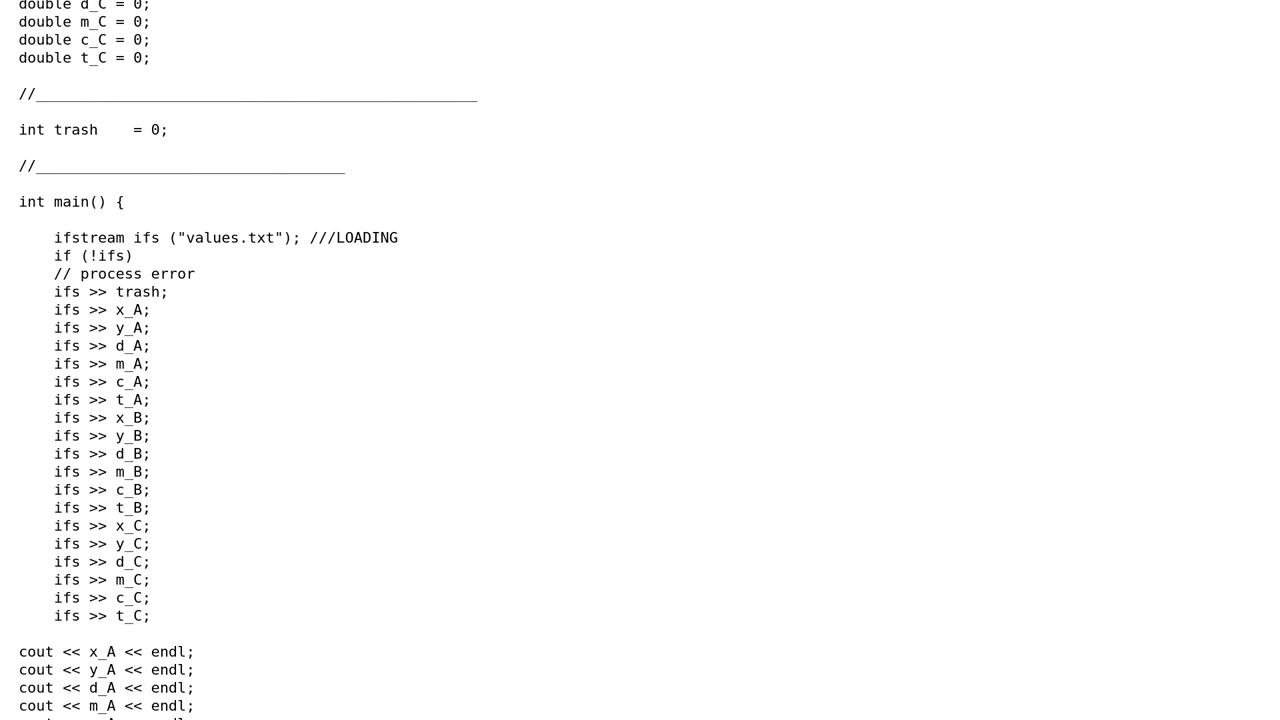 double d_C = 0;
double m_C = 0;
double c_C = 0;
double t_C = 0;

//__________________________________________________

int trash    = 0;

//___________________________________

int main() {

    ifstream ifs ("values.txt"); ///LOADING
    if (!ifs)
    // process error
    ifs >> trash;
    ifs >> x_A;
    ifs >> y_A;
    ifs >> d_A;
    ifs >> m_A;
    ifs >> c_A;
    ifs >> t_A;
    ifs >> x_B;
    ifs >> y_B;
    ifs >> d_B;
    ifs >> m_B;
    ifs >> c_B;
    ifs >> t_B;
    ifs >> x_C;
    ifs >> y_C;
    ifs >> d_C;
    ifs >> m_C;
    ifs >> c_C;
    ifs >> t_C;

cout << x_A << endl;
cout << y_A << endl;
cout << d_A << endl;
cout << m_A << endl;